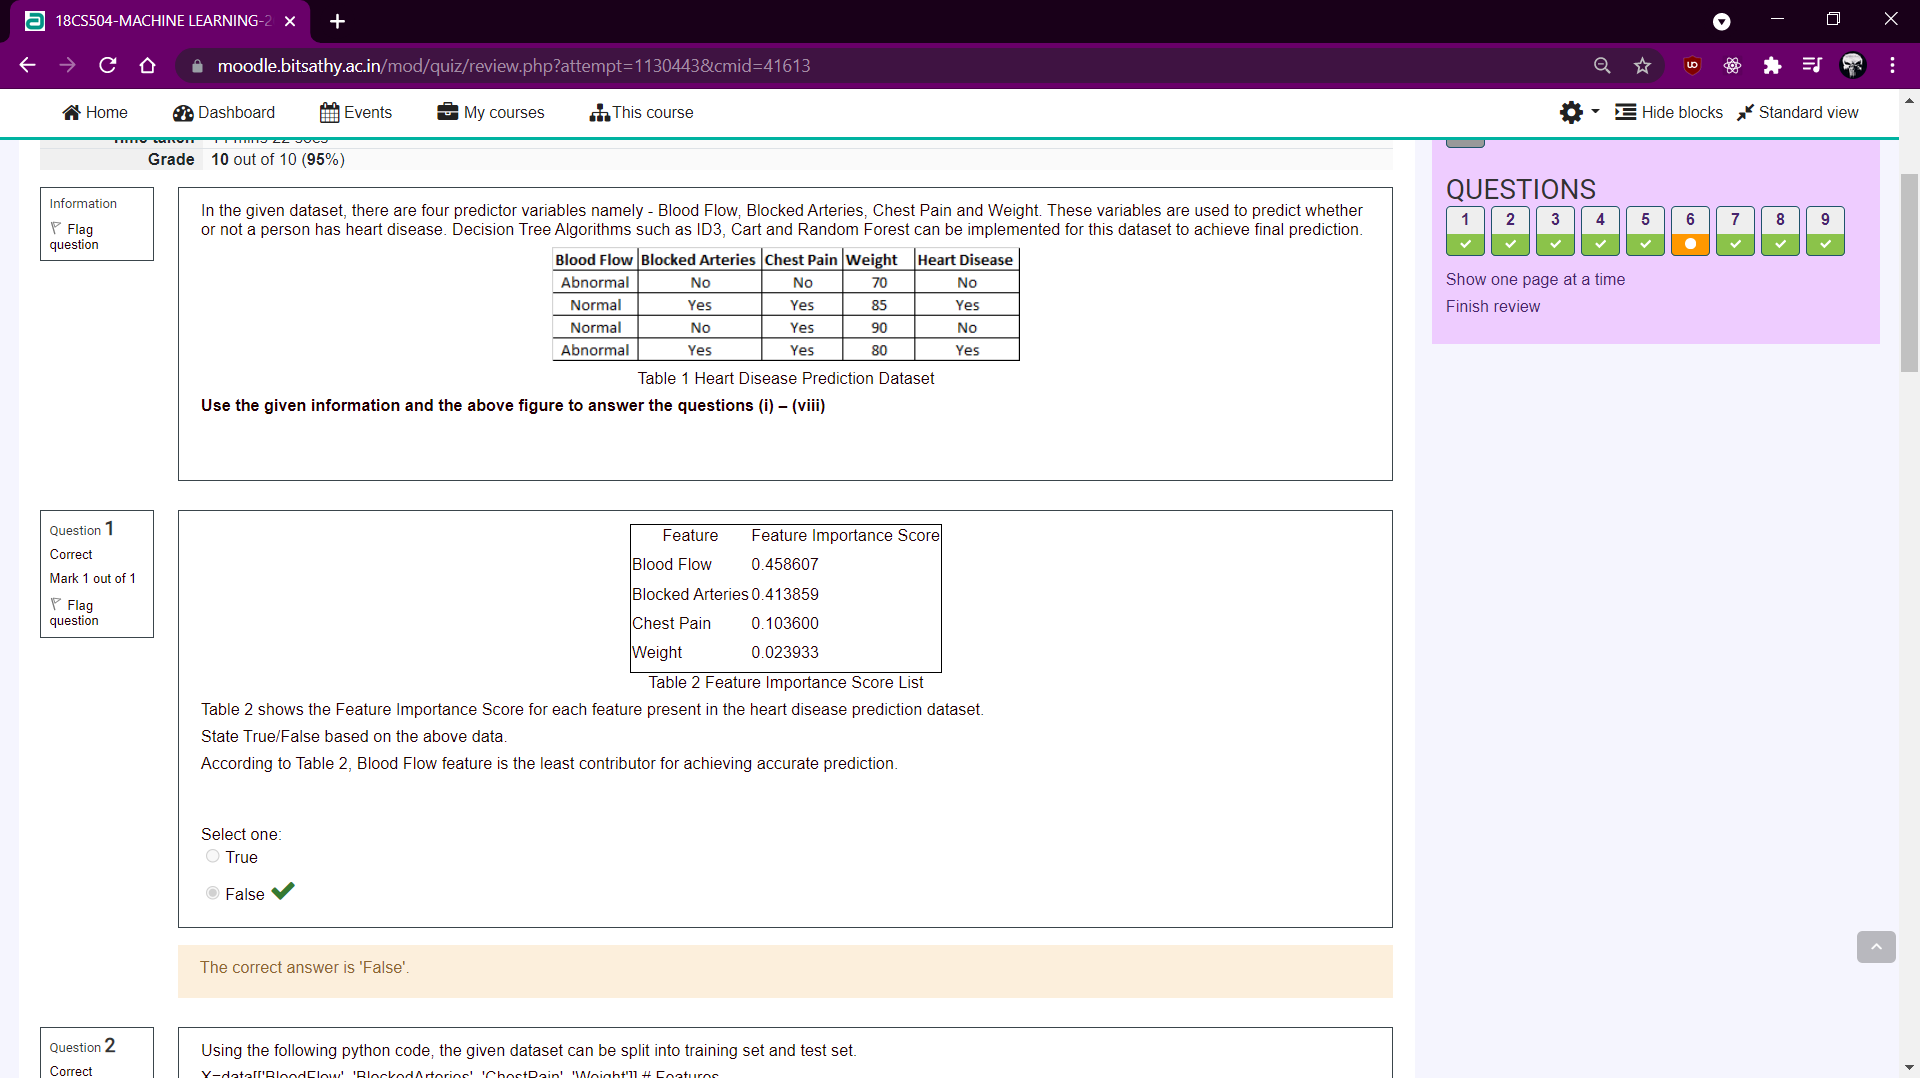 18CS504-MACHINE LEARNING-2
moodle.bitsathy.ac.in/mod/quiz/review.php?attempt=1130443&cmid=41613
Home Dashboard Events My courses This course Hide blocks Standard view
Time taken 11 mins 22 secs
Grade 10 out of 10 (95%)
Information
Flag question
In the given dataset, there are four predictor variables namely - Blood Flow, Blocked Arteries, Chest Pain and Weight. These variables are used to predict whether
or not a person has heart disease. Decision Tree Algorithms such as ID3, Cart and Random Forest can be implemented for this dataset to achieve final prediction.
Blood Flow Blocked Arteries Chest Pain Weight Heart Disease
Abnormal No No 70 No
Normal Yes Yes 85 Yes
Normal No Yes 90 No
Abnormal Yes Yes 80 Yes
Table 1 Heart Disease Prediction Dataset
Use the given information and the above figure to answer the questions (i) – (viii)
QUESTIONS
1 2 3 4 5 6 7 8 9
Show one page at a time
Finish review
Question 1
Correct
Mark 1 out of 1
Flag question
Feature Feature Importance Score
Blood Flow 0.458607
Blocked Arteries 0.413859
Chest Pain 0.103600
Weight 0.023933
Table 2 Feature Importance Score List
Table 2 shows the Feature Importance Score for each feature present in the heart disease prediction dataset.
State True/False based on the above data.
According to Table 2, Blood Flow feature is the least contributor for achieving accurate prediction.
Select one:
True
False
The correct answer is 'False'.
Question 2
Correct
Using the following python code, the given dataset can be split into training set and test set.
X=data[['BloodFlow', 'BlockedArteries', 'ChestPain', 'Weight']] # Features